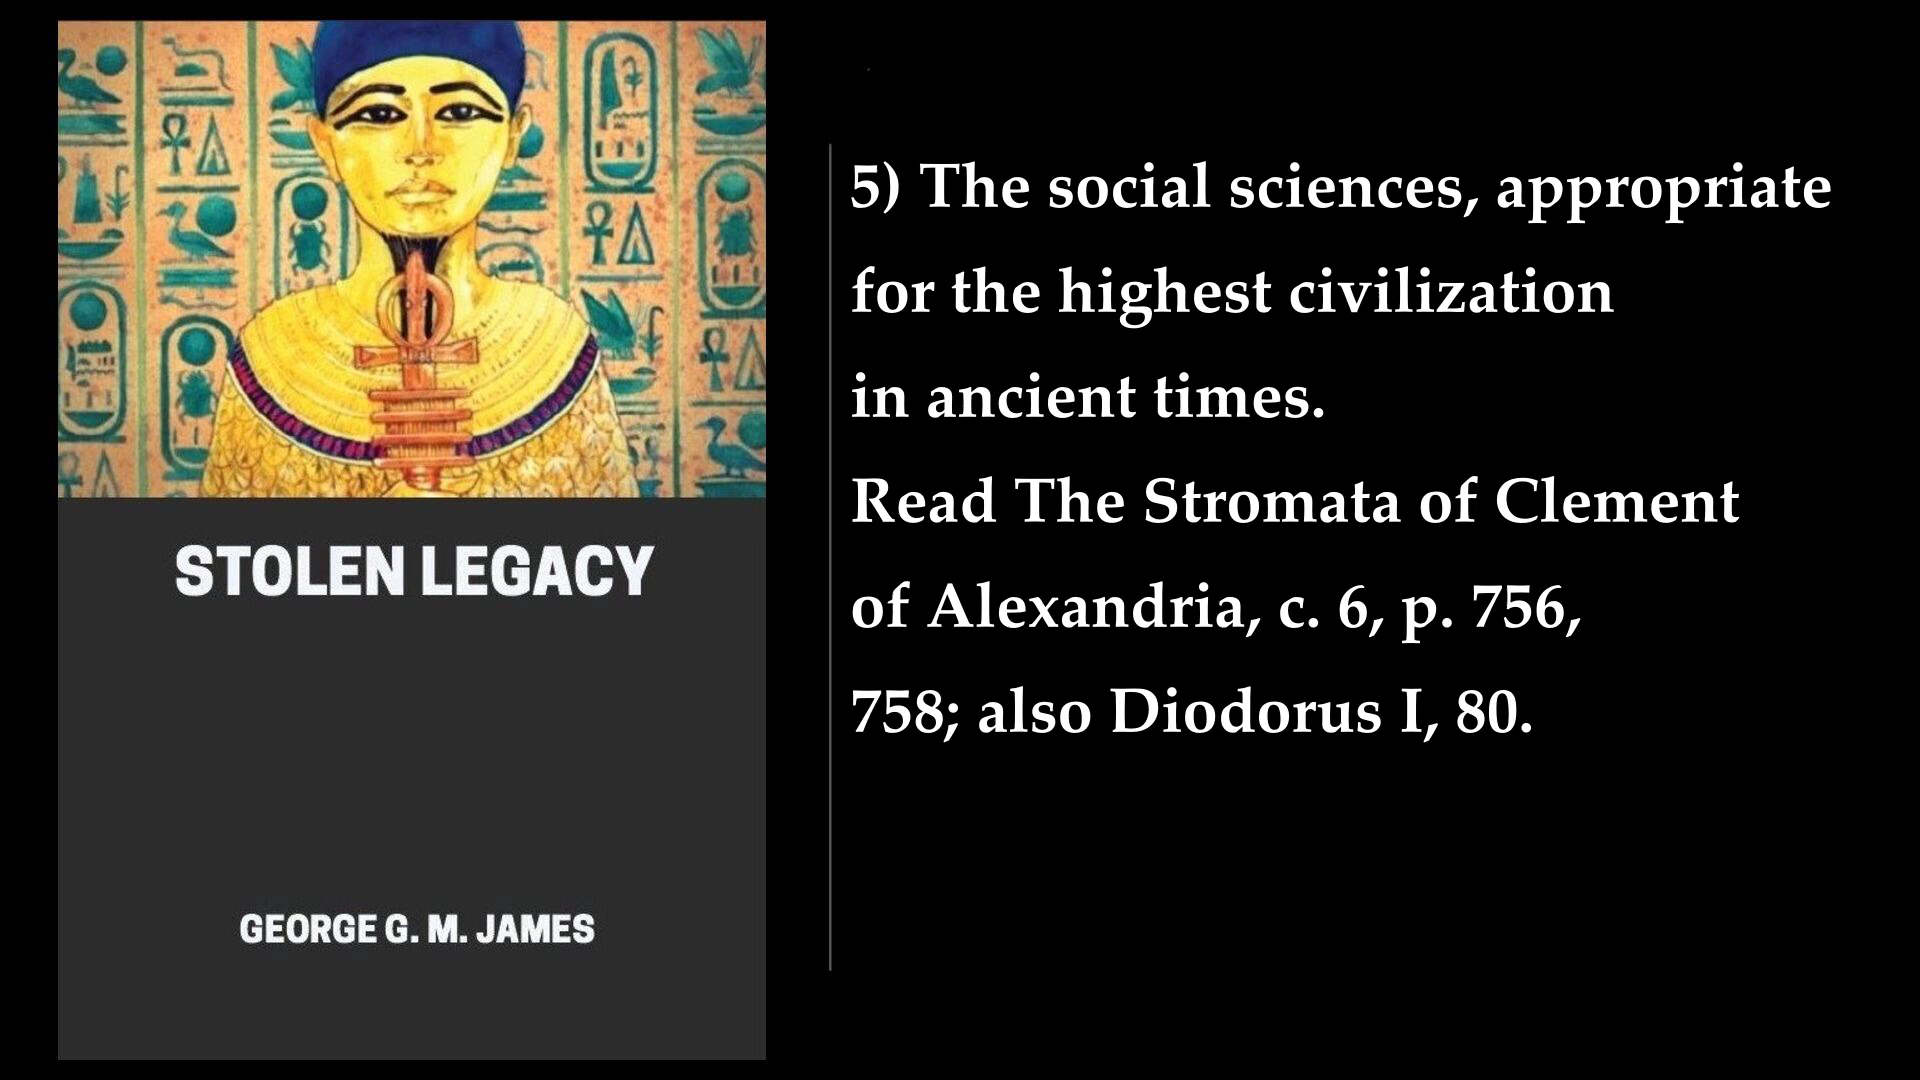 STOLEN LEGACY
GEORGE G. M. JAMES
5) The social sciences, appropriate
for the highest civilization
in ancient times.
Read The Stromata of Clement
of Alexandria, c. 6, p. 756,
758; also Diodorus I, 80.